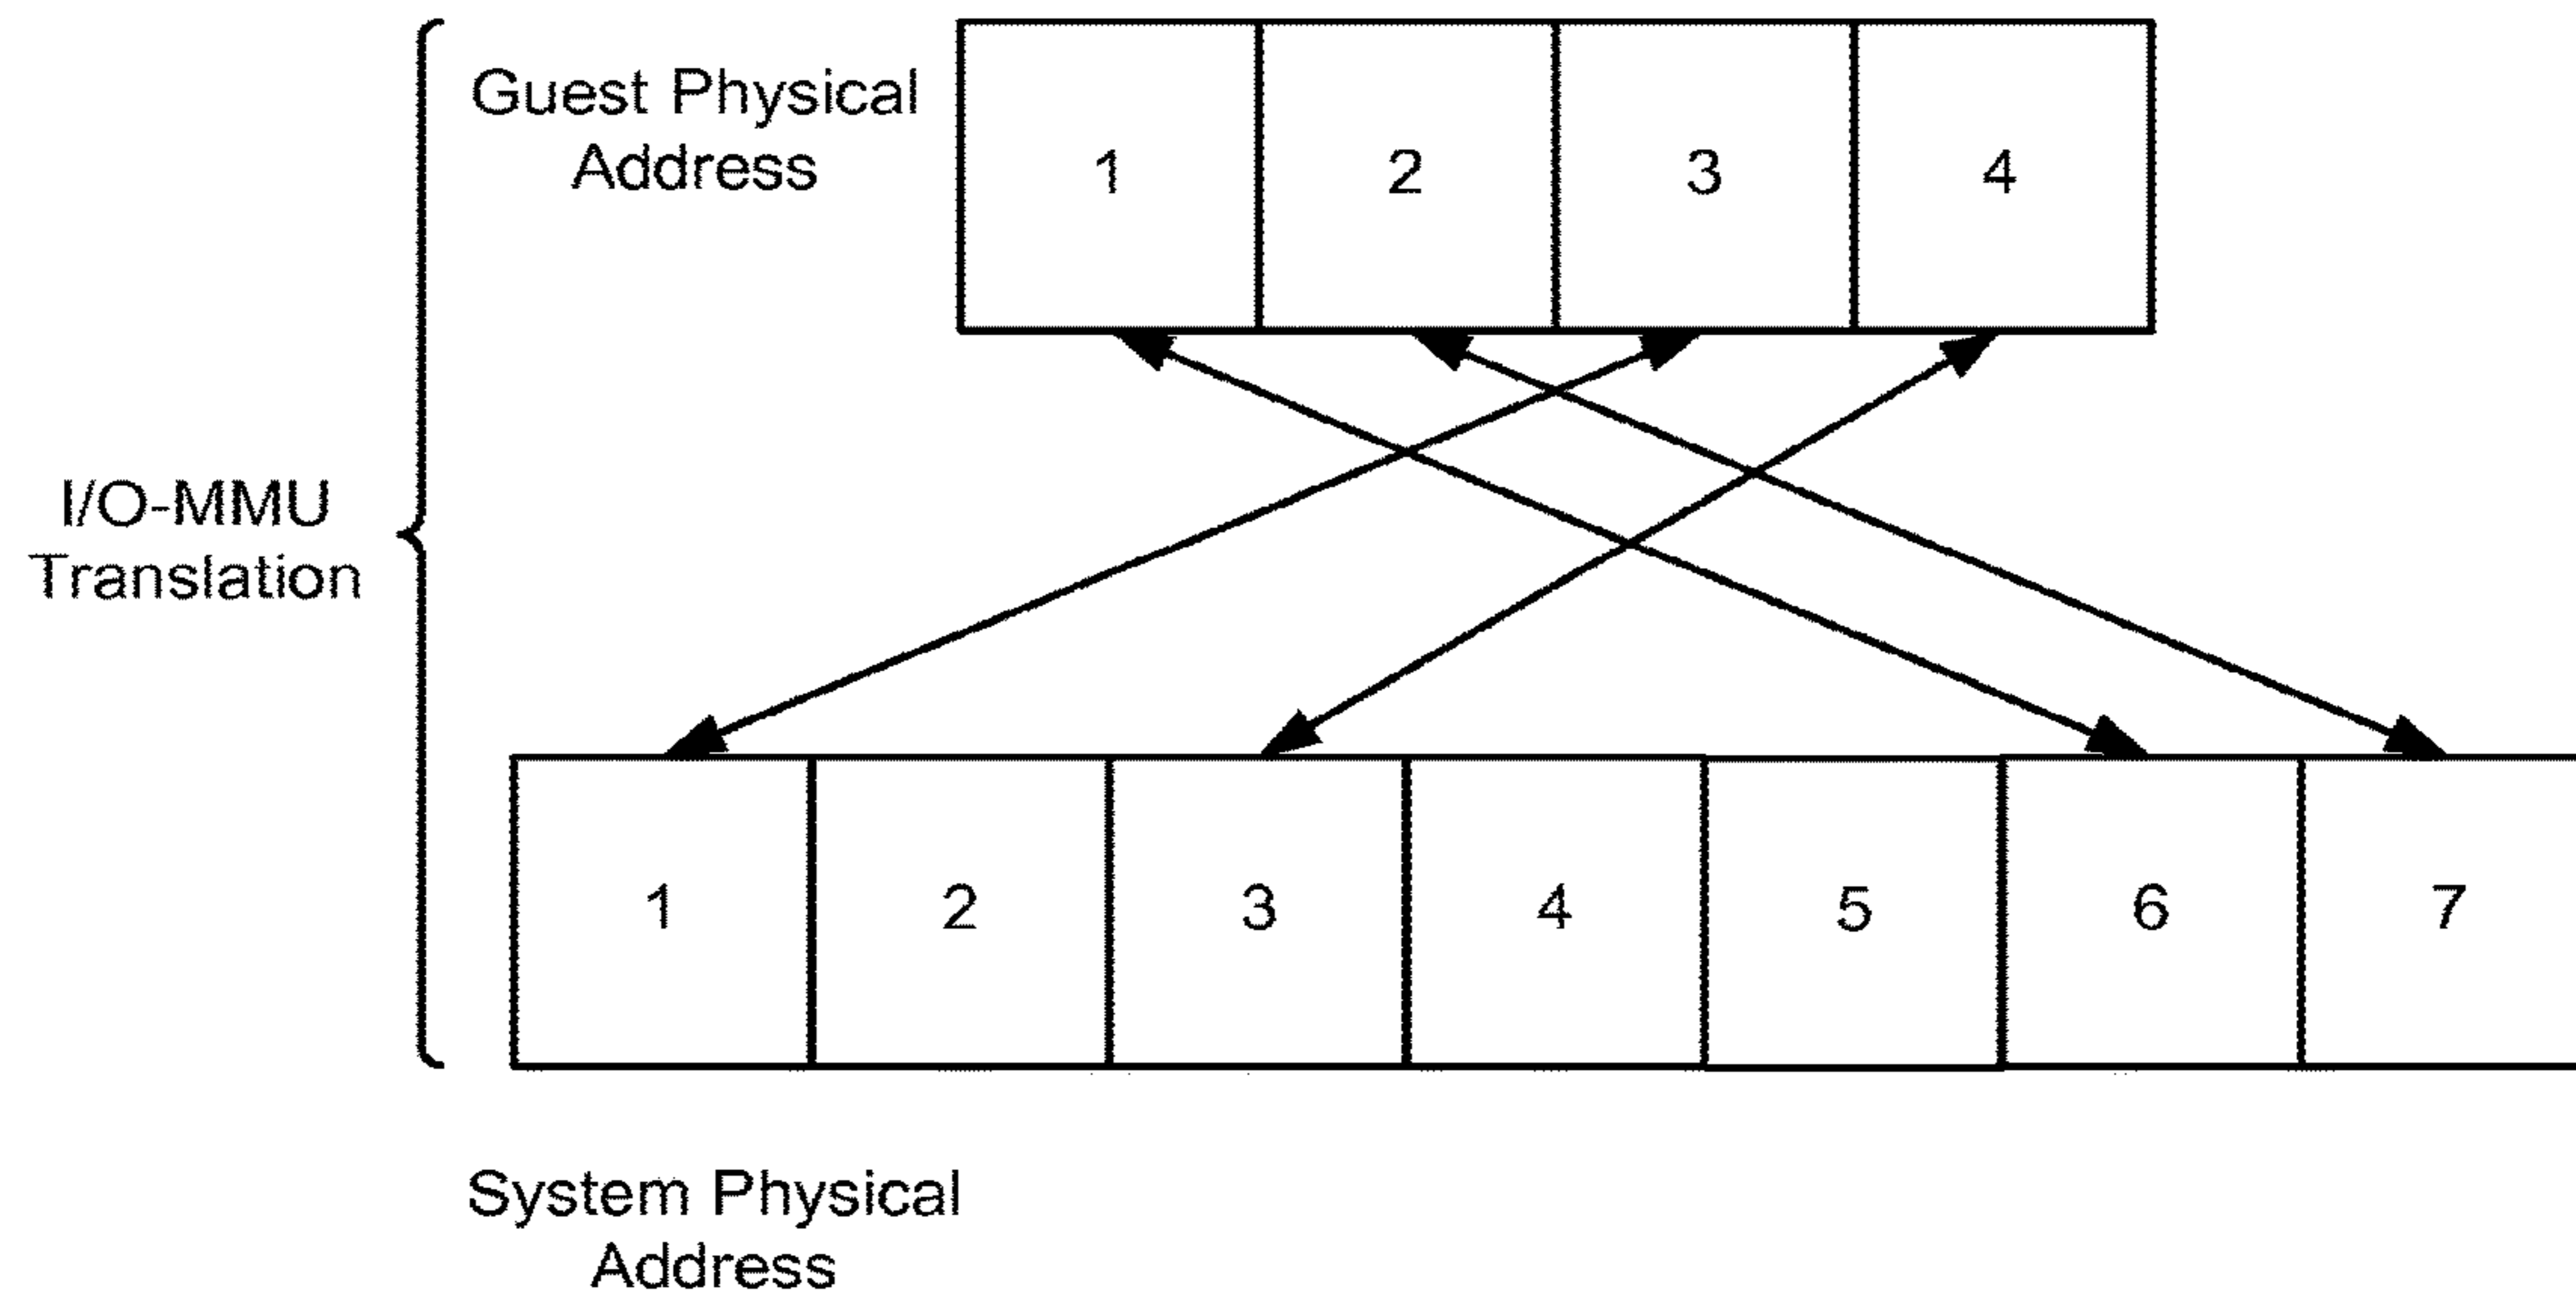 Guest Physical
Address
1 2 3 4
I/O-MMU
Translation
1 2 3 4 5 6 7
System Physical
Address